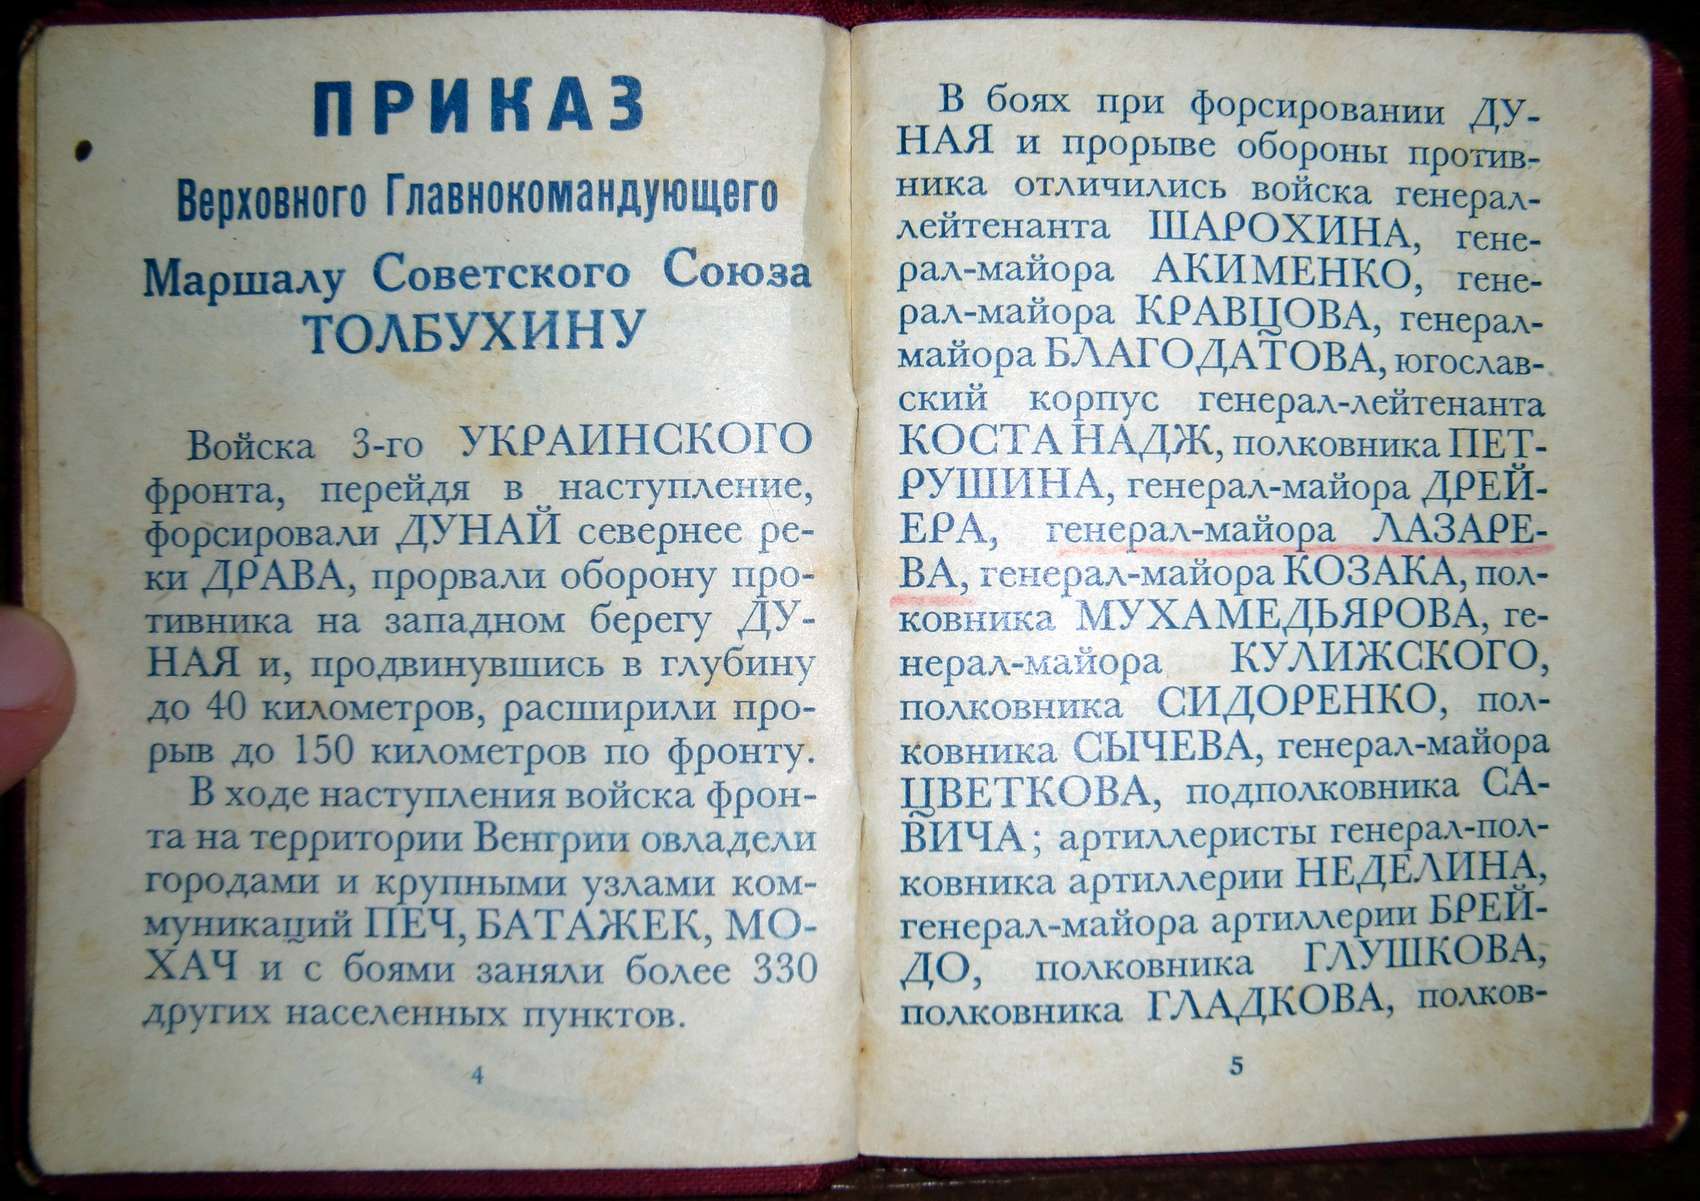 ПРИКАЗ
Верховного Главнокомандующего
Маршалу Советского Союза
ТОЛБУХИНУ
Войска 3-го УКРАИНСКОГО
фронта, перейдя в наступление,
форсировали ДУНАЙ севернее ре-
ки ДРАВА, прорвали оборону про-
тивника на западном берегу ДУ-
НАЯ и, продвинувшись в глубину
до 40 километров, расширили про-
рыв до 150 километров по фронту.
В ходе наступления войска фрон-
та на территории Венгрии овладели
городами и крупными узлами ком-
муникаций ПЕЧ, БАТАЖЕК, МО-
ХАЧ и с боями заняли более 330
других населенных пунктов.
4
В боях при форсировании ДУ-
НАЯ и прорыве обороны против-
ника отличились войска генерал-
лейтенанта ШАРОХИНА, гене-
рал-майора АКИМЕНКО, гене-
рал-майора КРАВЦОВА, генерал-
майора БЛАГОДАТОВА, югослав-
ский корпус генерал-лейтенанта
КОСТА НАДЖ, полковника ПЕТ-
РУШИНА, генерал-майора ДРЕЙ-
ЕРА, генерал-майора ЛАЗАРЕ-
ВА, генерал-майора КОЗАКА, пол-
ковника МУХАМЕДЬЯРОВА, ге-
нерал-майора КУЛИЖСКОГО,
полковника СИДОРЕНКО, пол-
ковника СЫЧЕВА, генерал-майора
ЦВЕТКОВА, подполковника СА-
ВИЧА; артиллеристы генерал-пол-
ковника артиллерии НЕДЕЛИНА,
генерал-майора артиллерии БРЕЙ-
ДО, полковника ГЛУШКОВА,
полковника ГЛАДКОВА, полков-
5